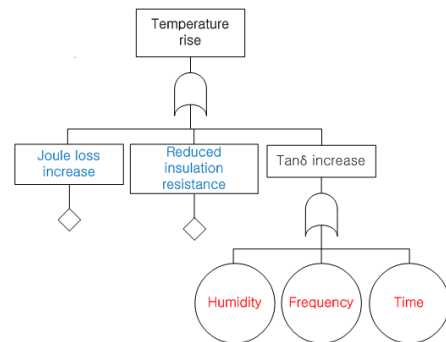 Temperature
rise
Joule loss
increase
Reduced
insulation
resistance
Tanδ increase
Humidity
Frequency
Time